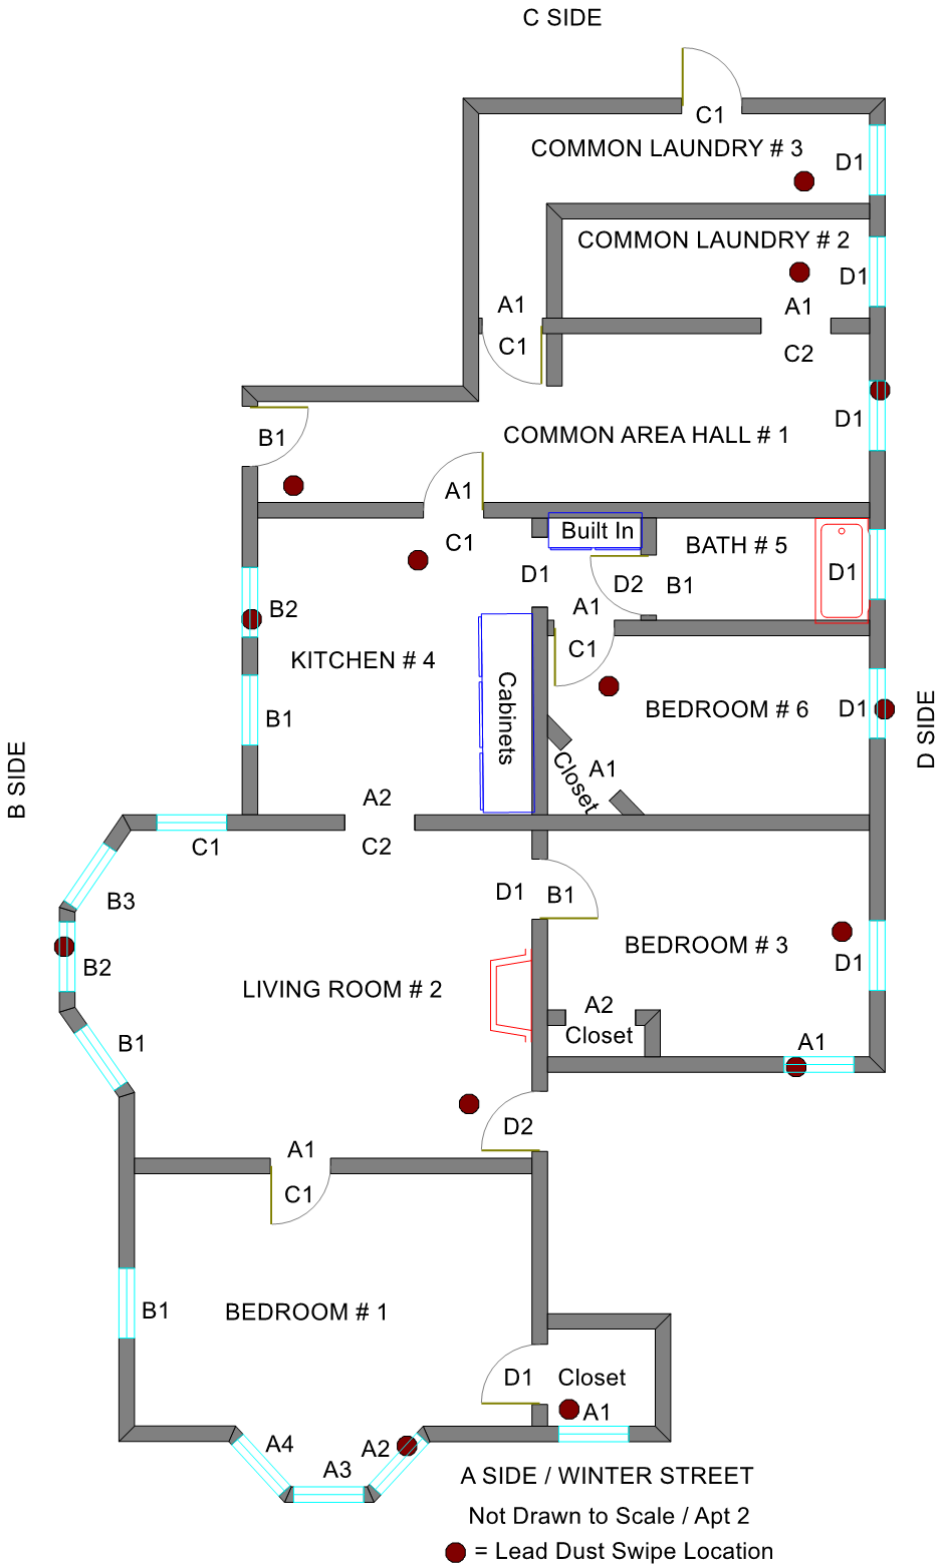 C SIDE
C1
COMMON LAUNDRY # 3
D1
COMMON LAUNDRY # 2
D1
A1
A1
C1
C2
D1
B1
COMMON AREA HALL # 1
A1
Built In
C1
BATH # 5
D1
D2
B1
D1
B2
A1
C1
KITCHEN # 4
Cabinets
BEDROOM # 6
D1
B1
D SIDE
B SIDE
A1
Closet
A2
C1
C2
B3
D1
B1
BEDROOM # 3
B2
D1
LIVING ROOM # 2
A2
Closet
B1
A1
D2
A1
C1
B1
BEDROOM # 1
D1
Closet
A1
A4
A2
A3
A SIDE / WINTER STREET
Not Drawn to Scale / Apt 2
= Lead Dust Swipe Location